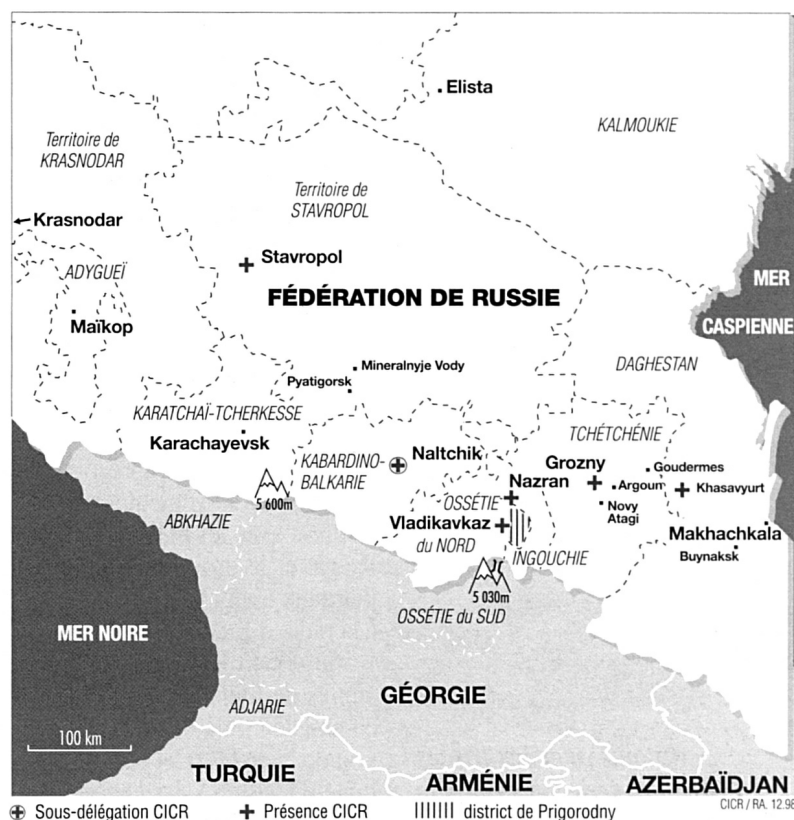 Elista
KALMOUKIE
Territoire de
KRASNODAR
Territoire de
STAVROPOL
Krasnodar
Stavropol
ADYGUEÏ
MER
CASPIENNE
FÉDÉRATION DE RUSSIE
Maïkop
Mineralnyje Vody
DAGHESTAN
Pyatigorsk
KARATCHAÏ-TCHERKESSE
Karachayevsk
TCHÉTCHÉNIE
KABARDINO-
BALKARIE
Naltchik
Grozny
Goudermes
Nazran
Argoun
Khasavyurt
5 600m
OSSÉTIE
du NORD
Novy
Atagi
ABKHAZIE
Vladikavkaz
Makhachkala
INGOUCHIE
Buynaksk
5 030m
OSSÉTIE du SUD
MER NOIRE
GÉORGIE
ADJARIE
100 km
TURQUIE
ARMÉNIE
AZERBAÏDJAN
CICR / RA. 12.98
Sous-délégation CICR
Présence CICR
district de Prigorodny